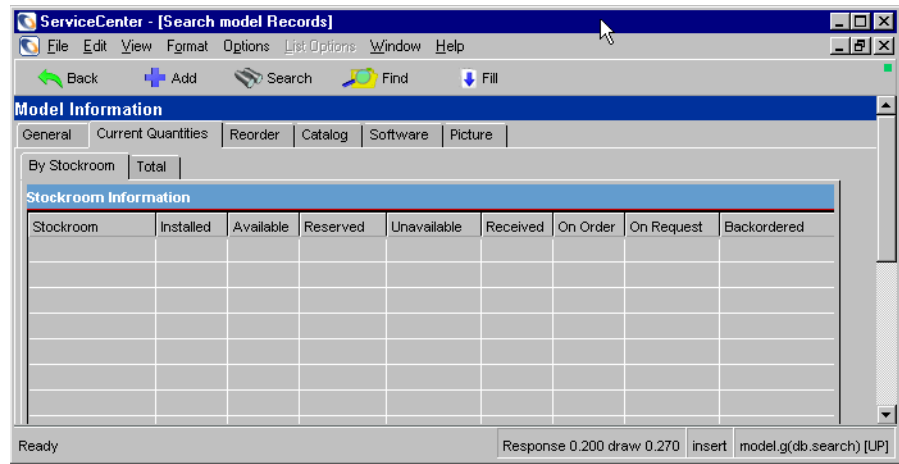 ServiceCenter - [Search model Records]
File Edit View Format Options List Options Window Help
Back Add Search Find Fill
Model Information
General Current Quantities Reorder Catalog Software Picture
By Stockroom Total
Stockroom Information
Stockroom Installed Available Reserved Unavailable Received On Order On Request Backordered
Ready Response 0.200 draw 0.270 insert model.g(db.search) [UP]